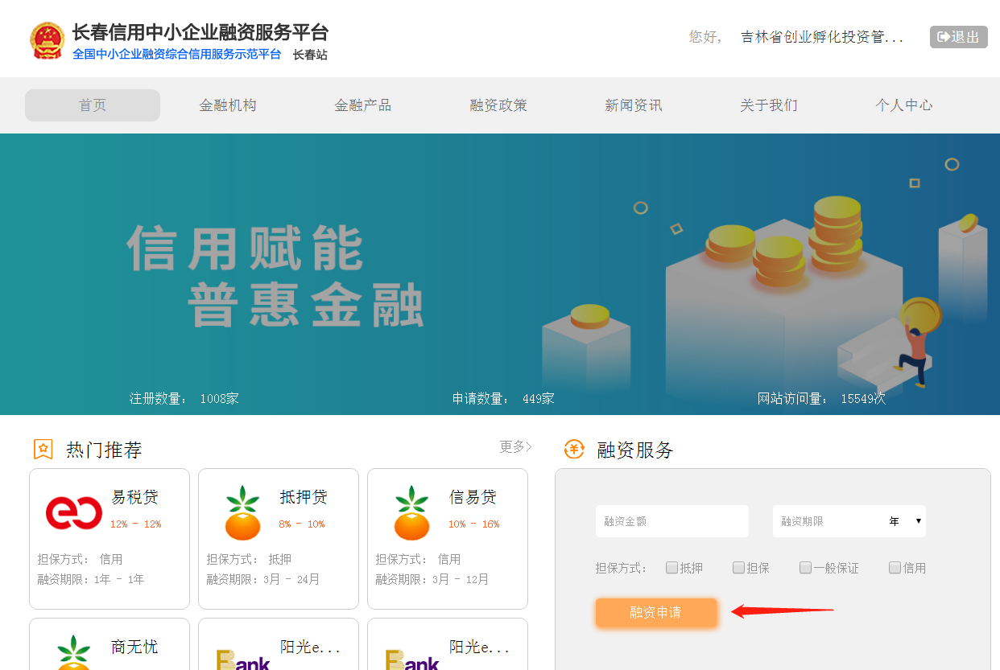 长春信用中小企业融资服务平台
全国中小企业融资综合信用服务示范平台 长春站
您好， 吉林省创业孵化投资管... 退出
首页 金融机构 金融产品 融资政策 新闻资讯 关于我们 个人中心
信用赋能
普惠金融
注册数量： 1008家 申请数量： 449家 网站访问量： 15549次
热门推荐 更多>
易税贷
12% - 12%
担保方式： 信用
融资期限：1年 - 1年
抵押贷
8% - 10%
担保方式： 抵押
融资期限：3月 - 24月
信易贷
10% - 16%
担保方式： 信用
融资期限：3月 - 12月
商无忧
阳光e...
Bank
阳光e...
Bank
融资服务
融资金额 融资期限 年
担保方式： 抵押 担保 一般保证 信用
融资申请